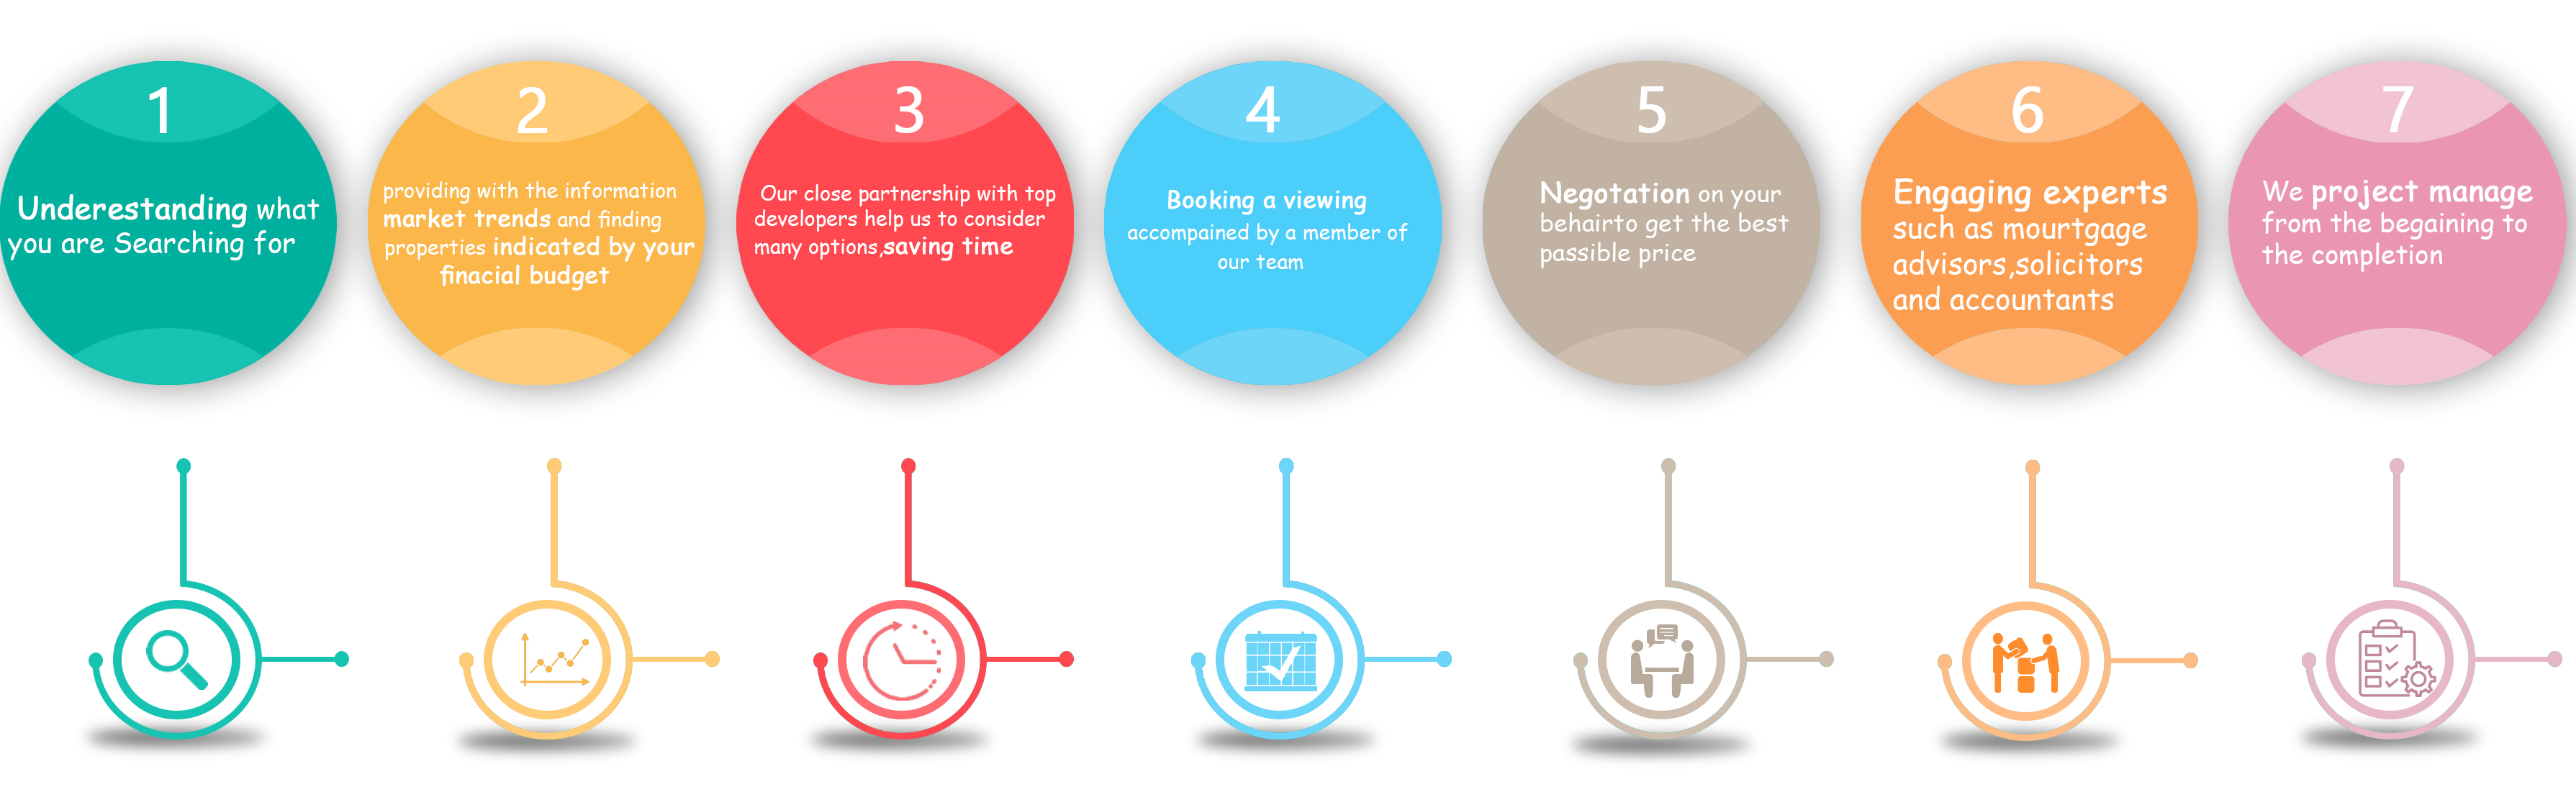 1
Underestanding what
you are Searching for
2
providing with the information
market trends and finding
properties indicated by your
finacial budget
3
Our close partnership with top
developers help us to consider
many options,saving time
4
Booking a viewing
accompained by a member of
our team
5
Negotation on your
behairto get the best
passible price
6
Engaging experts
such as mourtgage
advisors,solicitors
and accountants
7
We project manage
from the begaining to
the completion